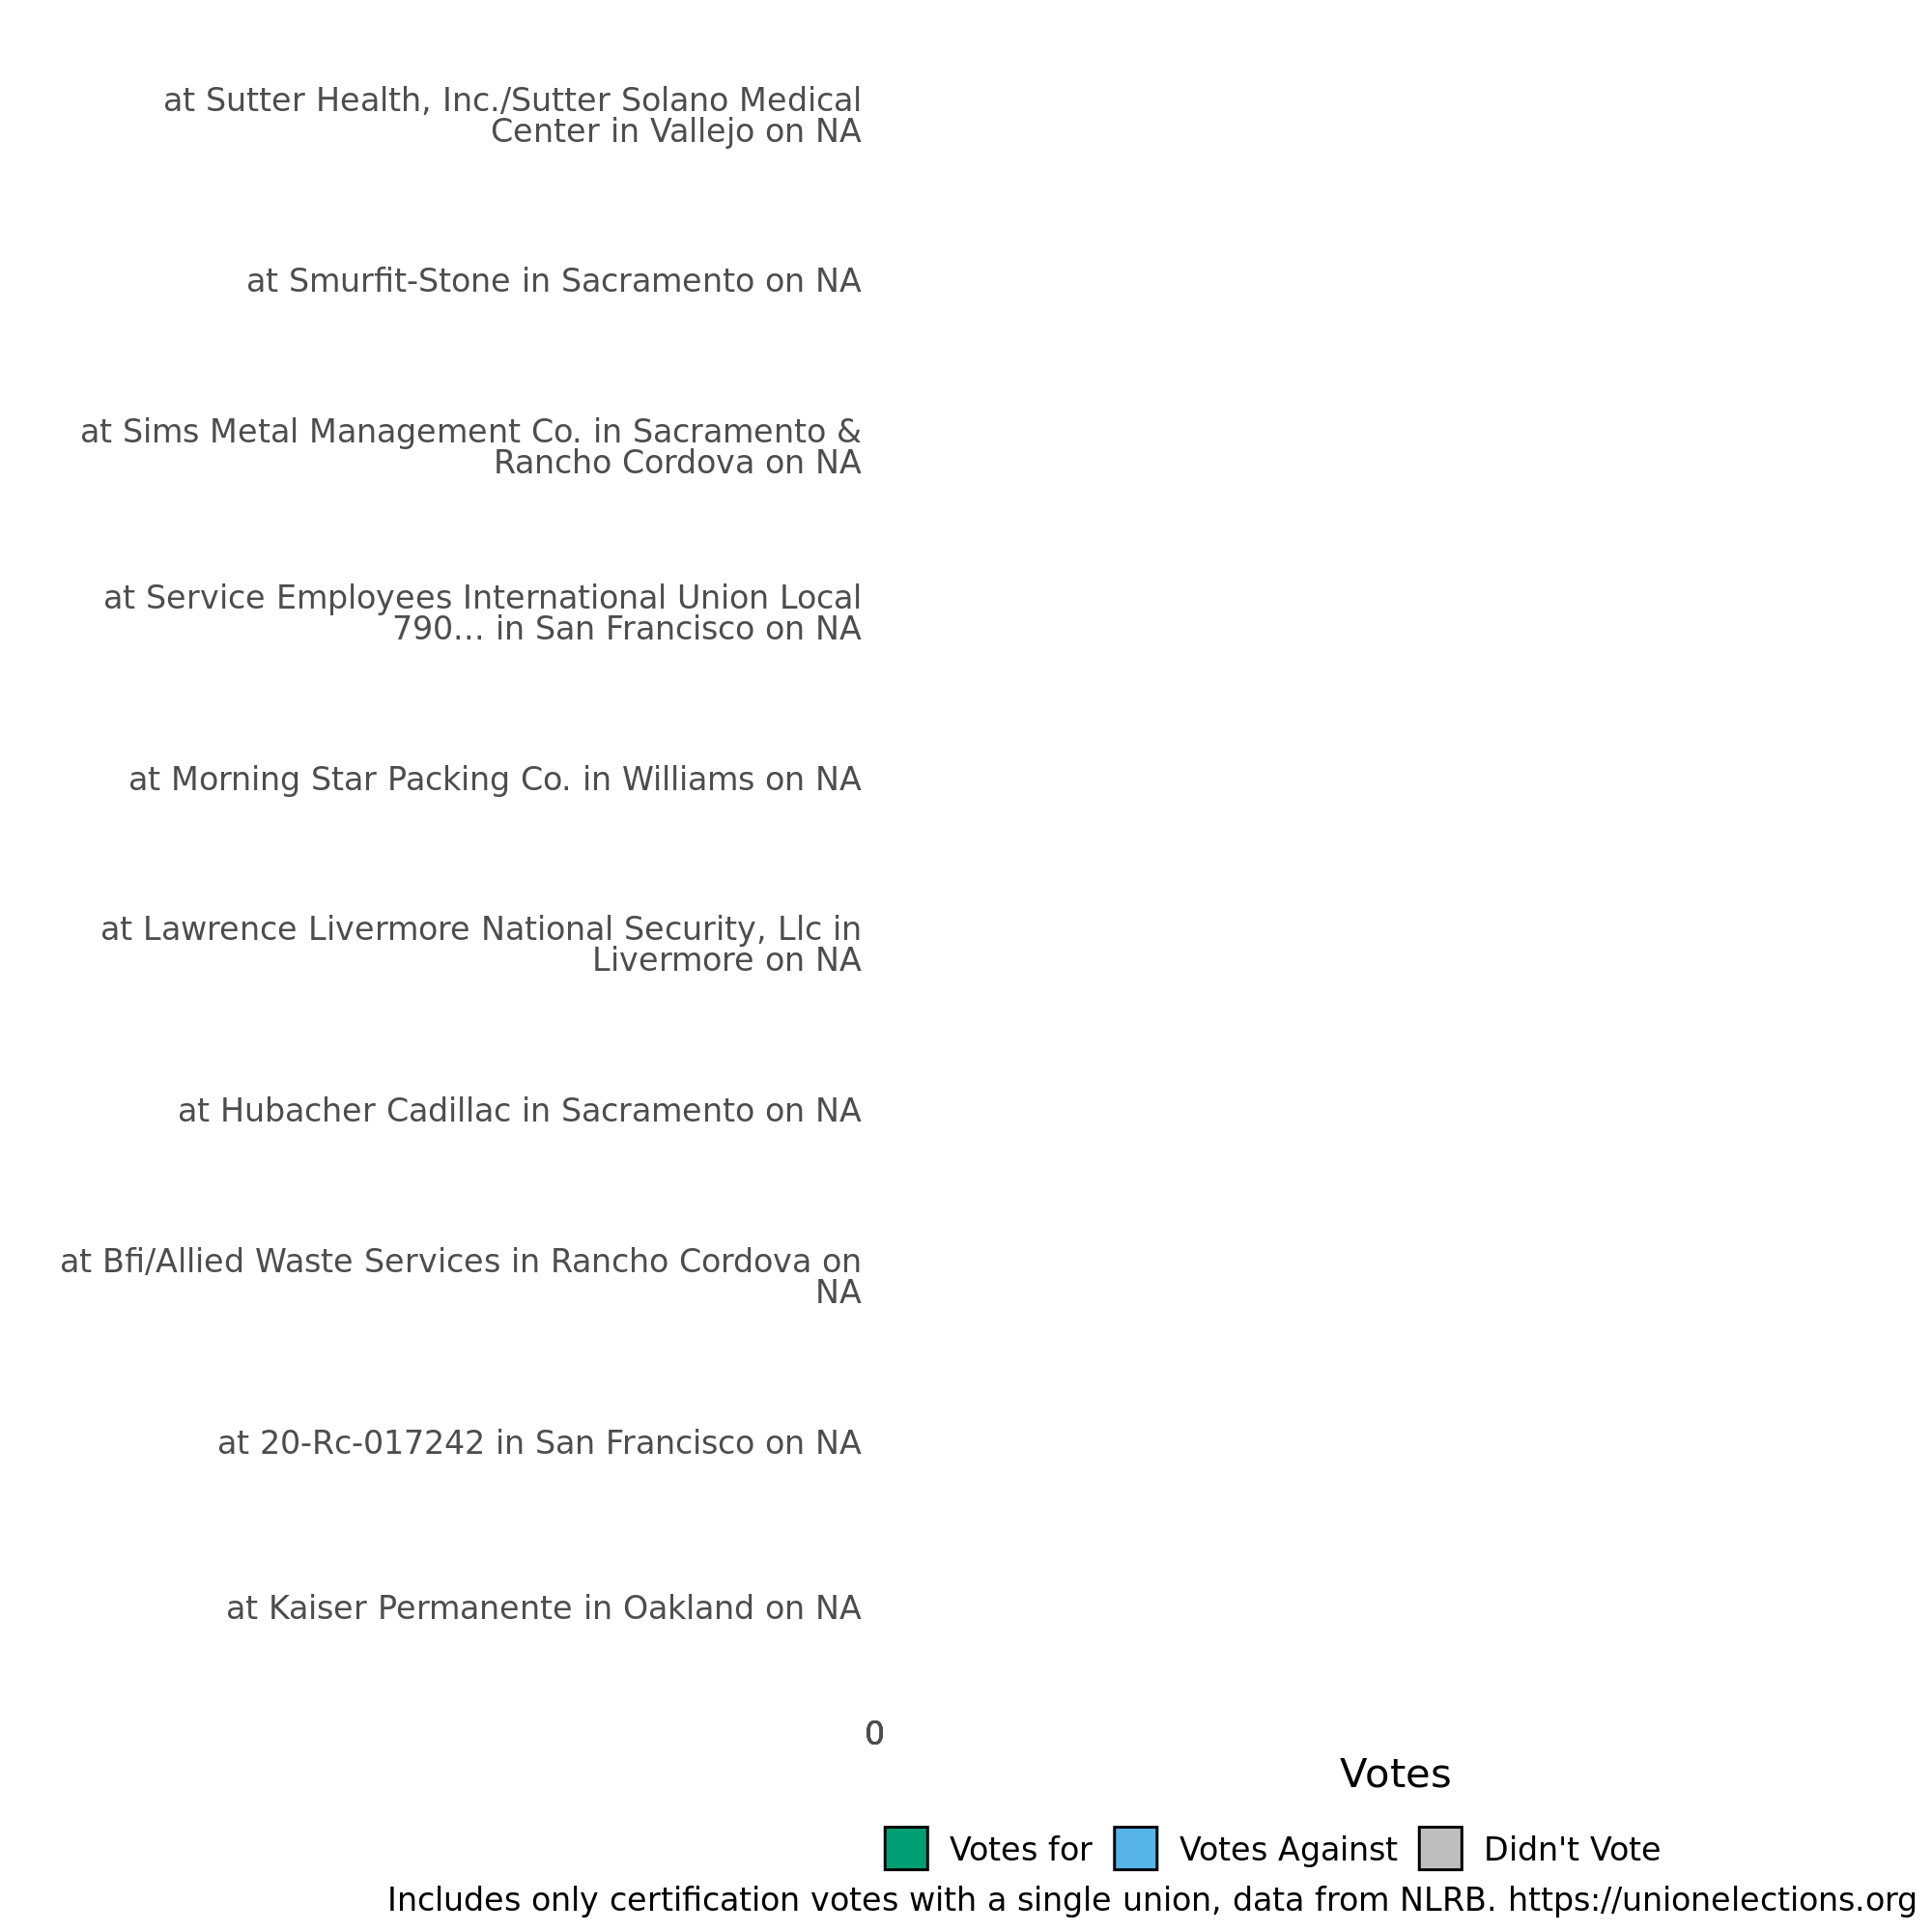 at Sutter Health, Inc./Sutter Solano Medical
Center in Vallejo on NA
at Smurfit-Stone in Sacramento on NA
at Sims Metal Management Co. in Sacramento &
Rancho Cordova on NA
at Service Employees International Union Local
790... in San Francisco on NA
at Morning Star Packing Co. in Williams on NA
at Lawrence Livermore National Security, Llc in
Livermore on NA
at Hubacher Cadillac in Sacramento on NA
at Bfi/Allied Waste Services in Rancho Cordova on
NA
at 20-Rc-017242 in San Francisco on NA
at Kaiser Permanente in Oakland on NA
0
Votes
Votes for Votes Against Didn't Vote
Includes only certification votes with a single union, data from NLRB. https://unionelections.org